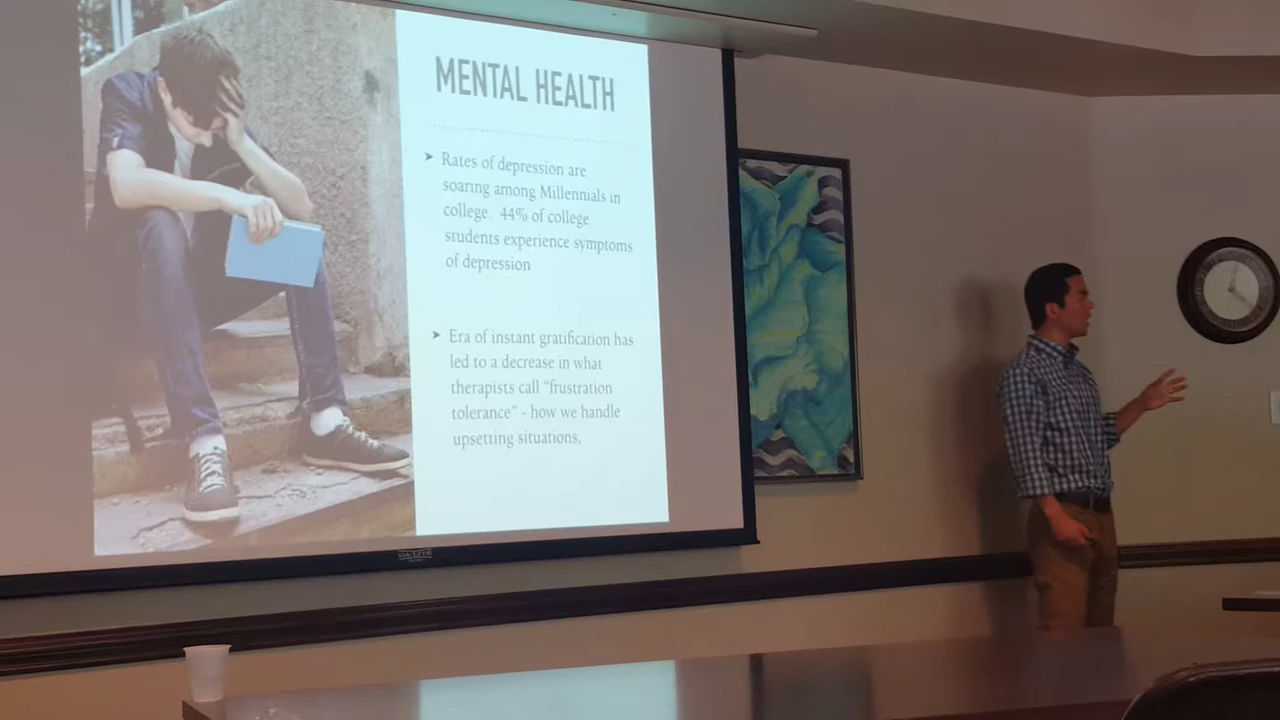 MENTAL HEALTH
➤ Rates of depression are
soaring among Millennials in
college. 44% of college
students experience symptoms
of depression
➤ Era of instant gratification has
led to a decrease in what
therapists call "frustration
tolerance" - how we handle
upsetting situations,
DA-LITE